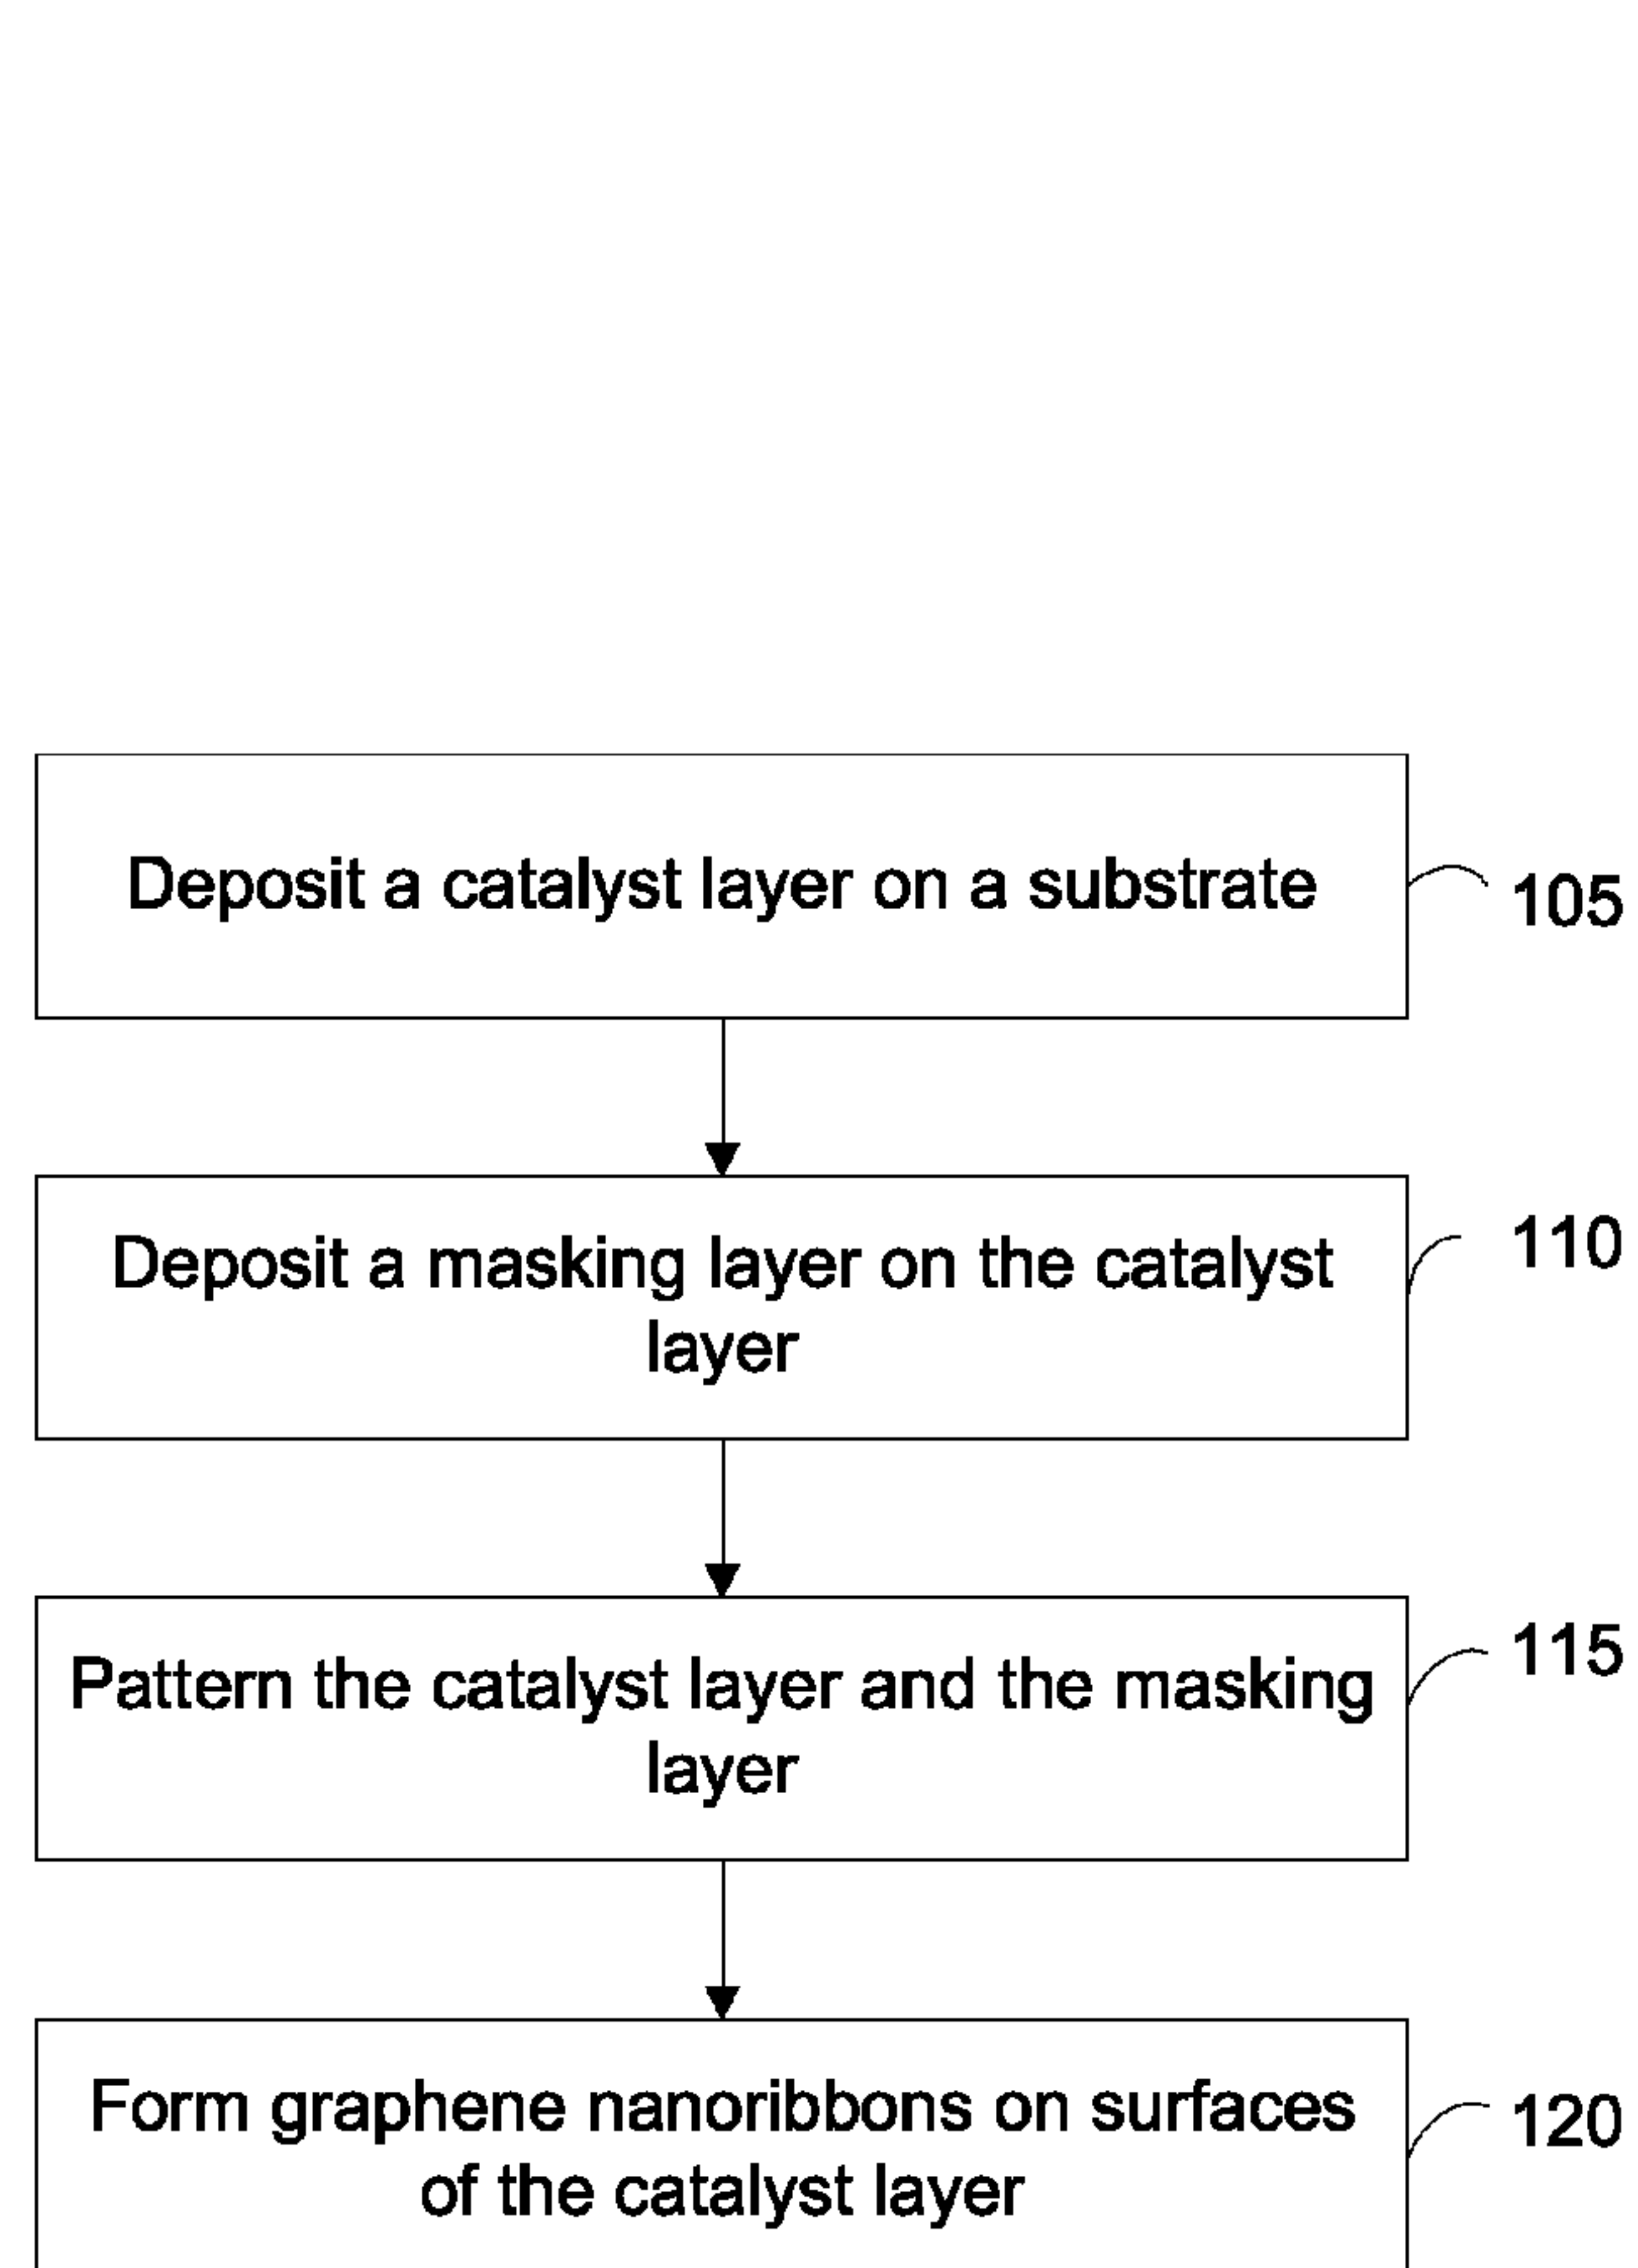 Deposit a catalyst layer on a substrate
105
Deposit a masking layer on the catalyst
layer
110
Pattern the catalyst layer and the masking
layer
115
Form graphene nanoribbons on surfaces
of the catalyst layer
120